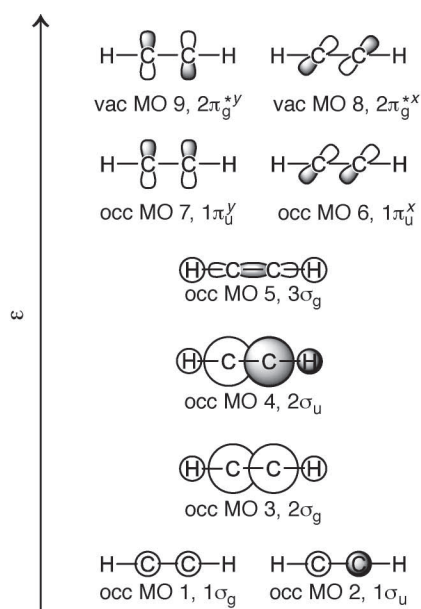 H–C–C–H H–C–C–H
vac MO 9, 2π*ʸg vac MO 8, 2π*ˣg
H–C–C–H H–C–C–H
occ MO 7, 1πʸu occ MO 6, 1πˣu
H–C=C–H
occ MO 5, 3σg
ε
H–C–C–H
occ MO 4, 2σu
H–C–C–H
occ MO 3, 2σg
H–C–C–H H–C–C–H
occ MO 1, 1σg occ MO 2, 1σu